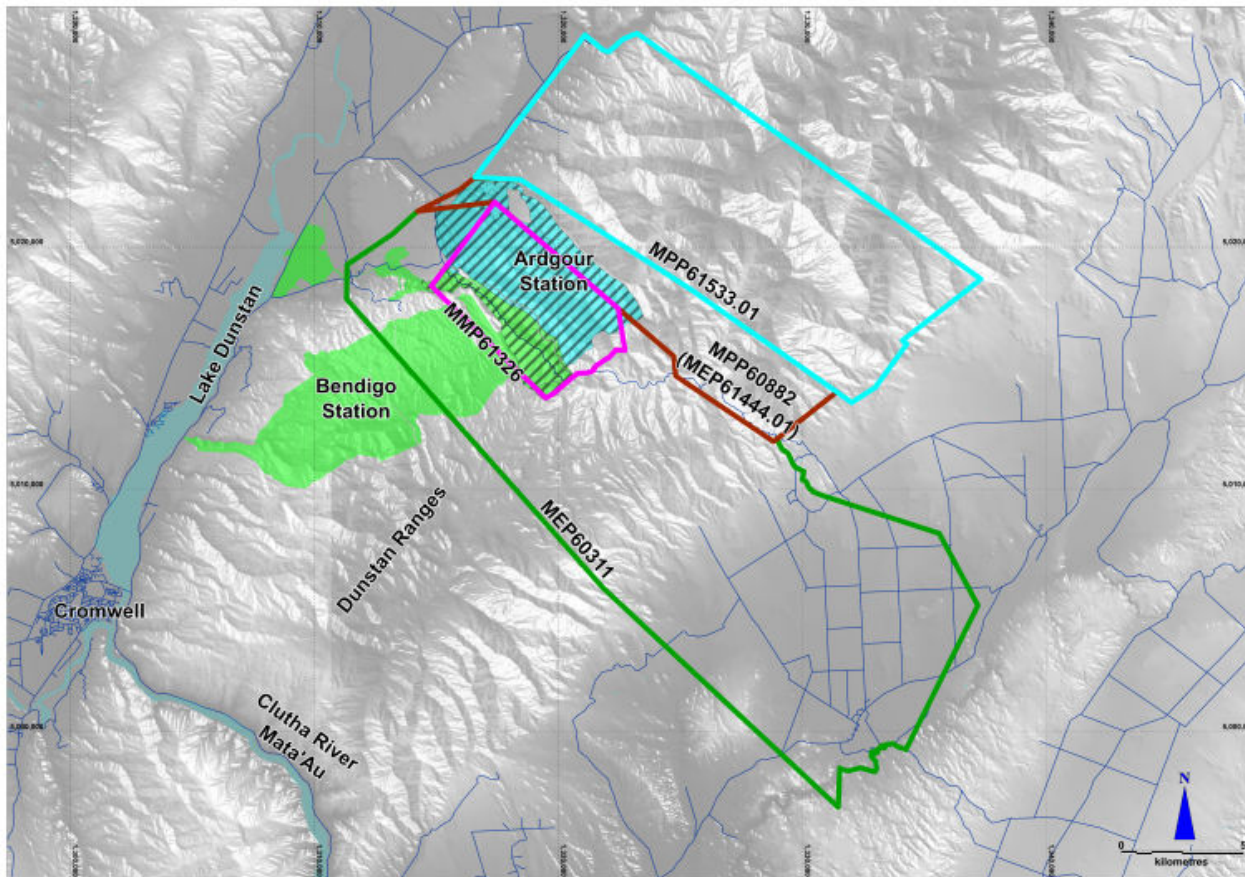 Ardgour
Station
MPP61533.01
Lake Dunstan
MMP61326
MPP60882
(MEP61444.01)
Bendigo
Station
MEP60311
Dunstan Ranges
Cromwell
Clutha River
Mata'Au
N
0
5
kilometres